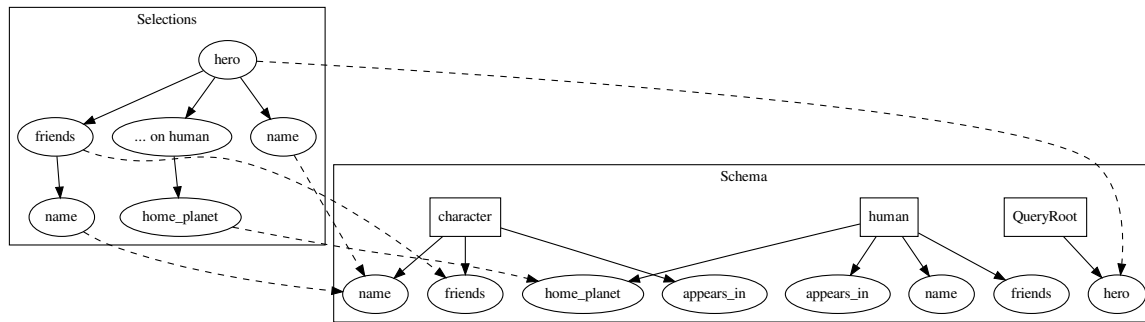 Selections
hero
friends
... on human
name
name
home_planet
Schema
character
human
QueryRoot
name
friends
home_planet
appears_in
appears_in
name
friends
hero